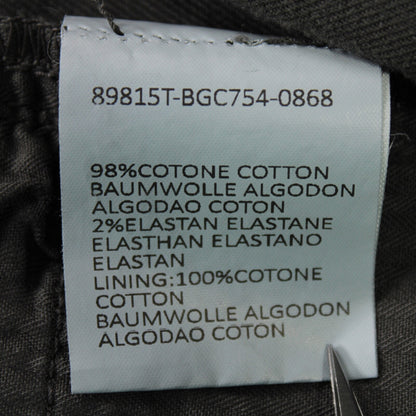 89815T-BGC754-0868
98%COTONE COTTON
BAUMWOLLE ALGODON
ALGODAO COTON
2%ELASTAN ELASTANE
ELASTHAN ELASTANO
ELASTAN
LINING:100%COTONE
COTTON
BAUMWOLLE ALGODON
ALGODAO COTON